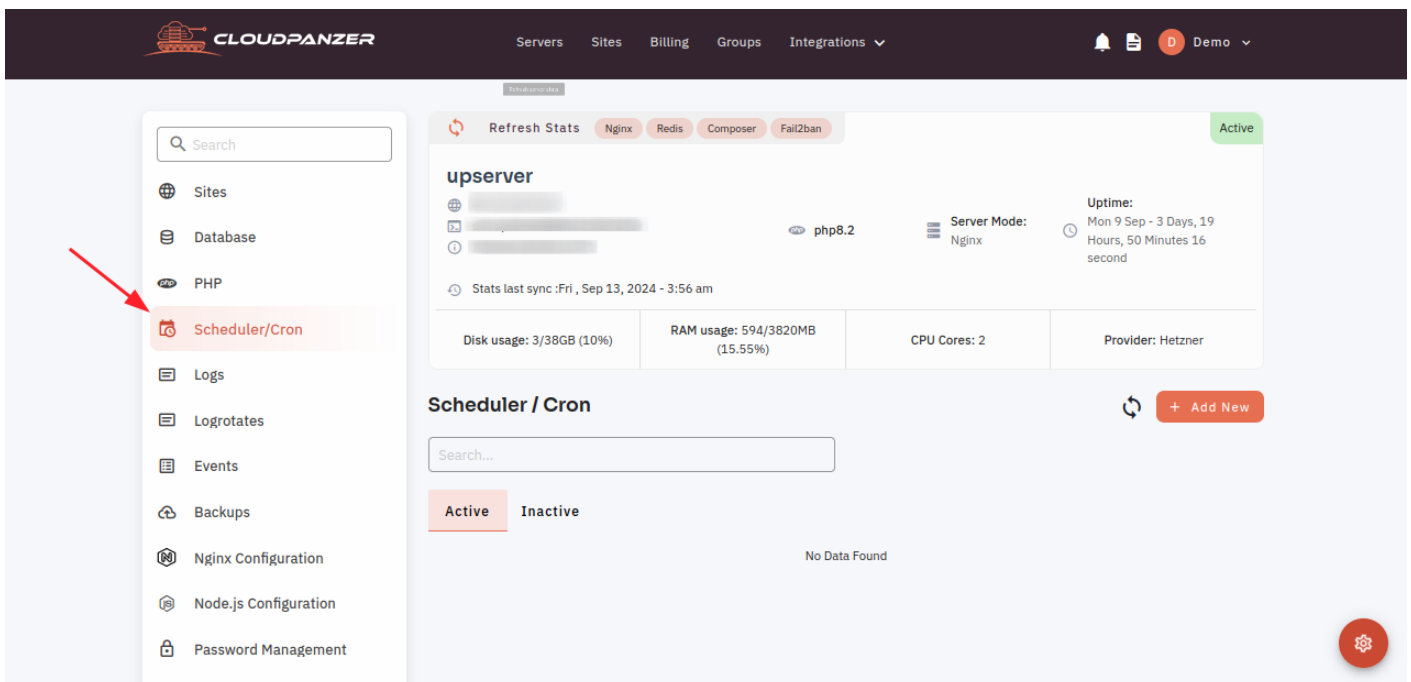 CLOUDPANZER
Servers Sites Billing Groups Integrations
D Demo
Search
Sites
Database
php PHP
Scheduler/Cron
Logs
Logrotates
Events
Backups
Nginx Configuration
JS Node.js Configuration
Password Management
Refresh Stats Nginx Redis Composer Fail2ban
Active
upserver
php php8.2
Server Mode:
Nginx
Uptime:
Mon 9 Sep - 3 Days, 19
Hours, 50 Minutes 16
second
Stats last sync :Fri , Sep 13, 2024 - 3:56 am
Disk usage: 3/38GB (10%)
RAM usage: 594/3820MB
(15.55%)
CPU Cores: 2
Provider: Hetzner
Scheduler / Cron
+ Add New
Search...
Active Inactive
No Data Found